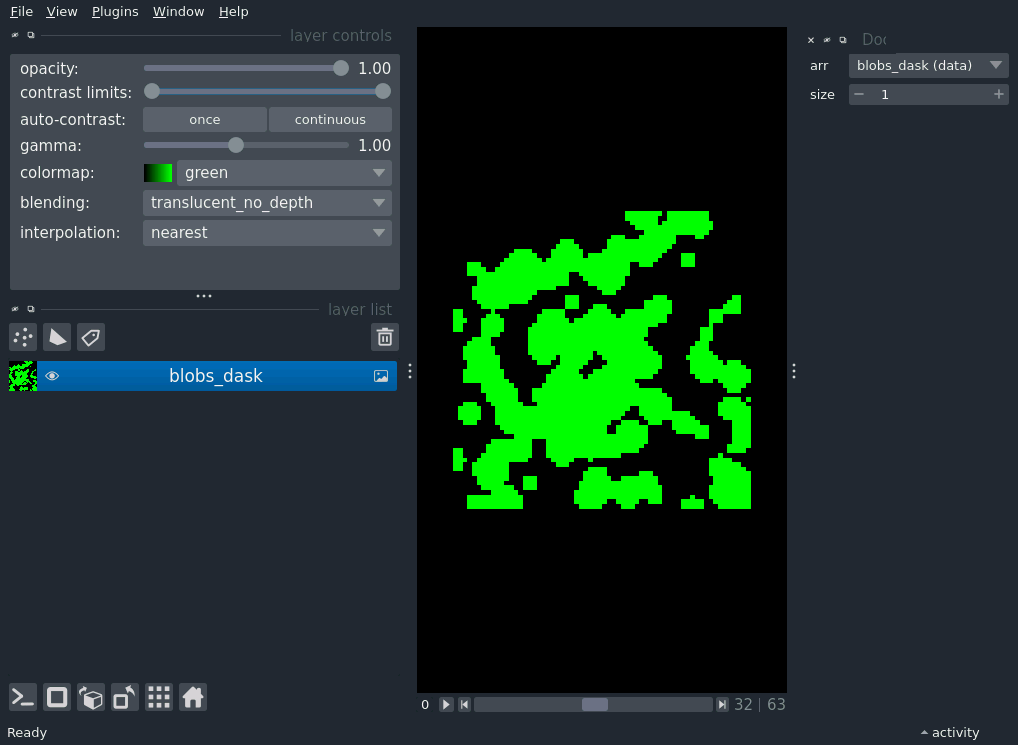 File View Plugins Window Help
layer controls
opacity: 1.00
contrast limits:
auto-contrast: once continuous
gamma: 1.00
colormap: green
blending: translucent_no_depth
interpolation: nearest
layer list
blobs_dask
0 32 63
Doc
arr blobs_dask (data)
size 1
Ready
activity